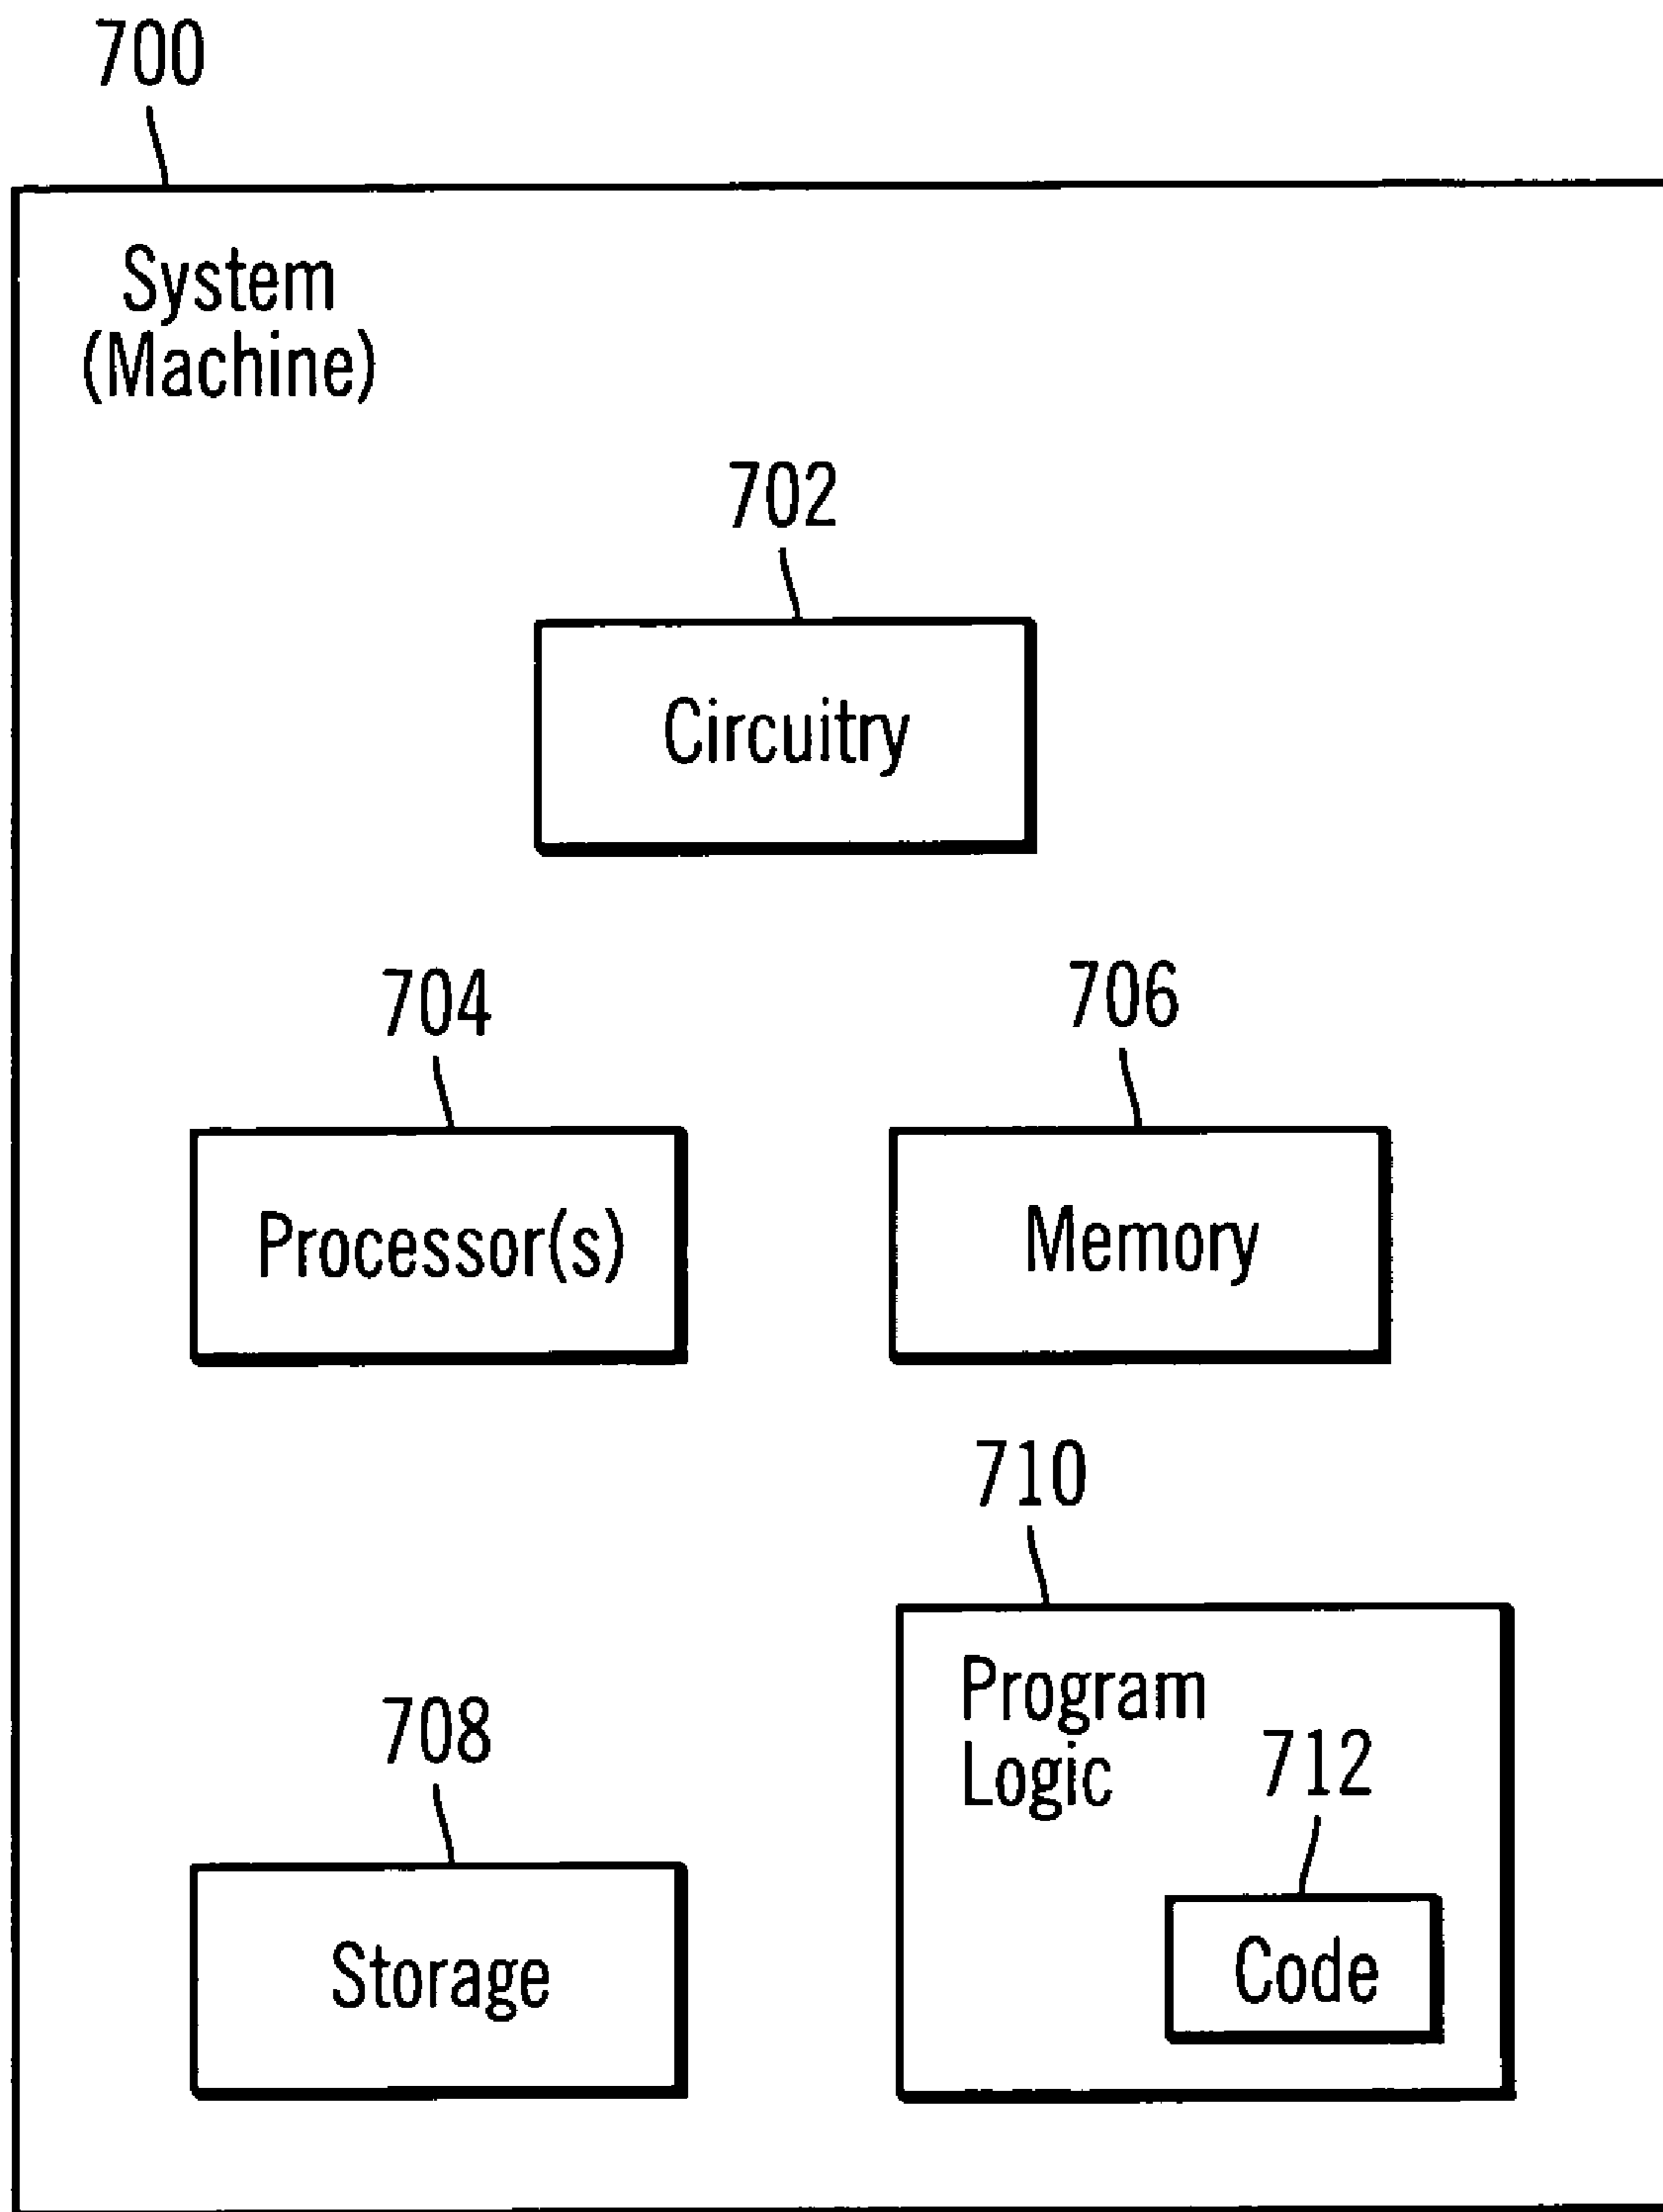 700
System
(Machine)
702
Circuitry
704
706
Processor(s)
Memory
710
Program
Logic
708
712
Storage
Code